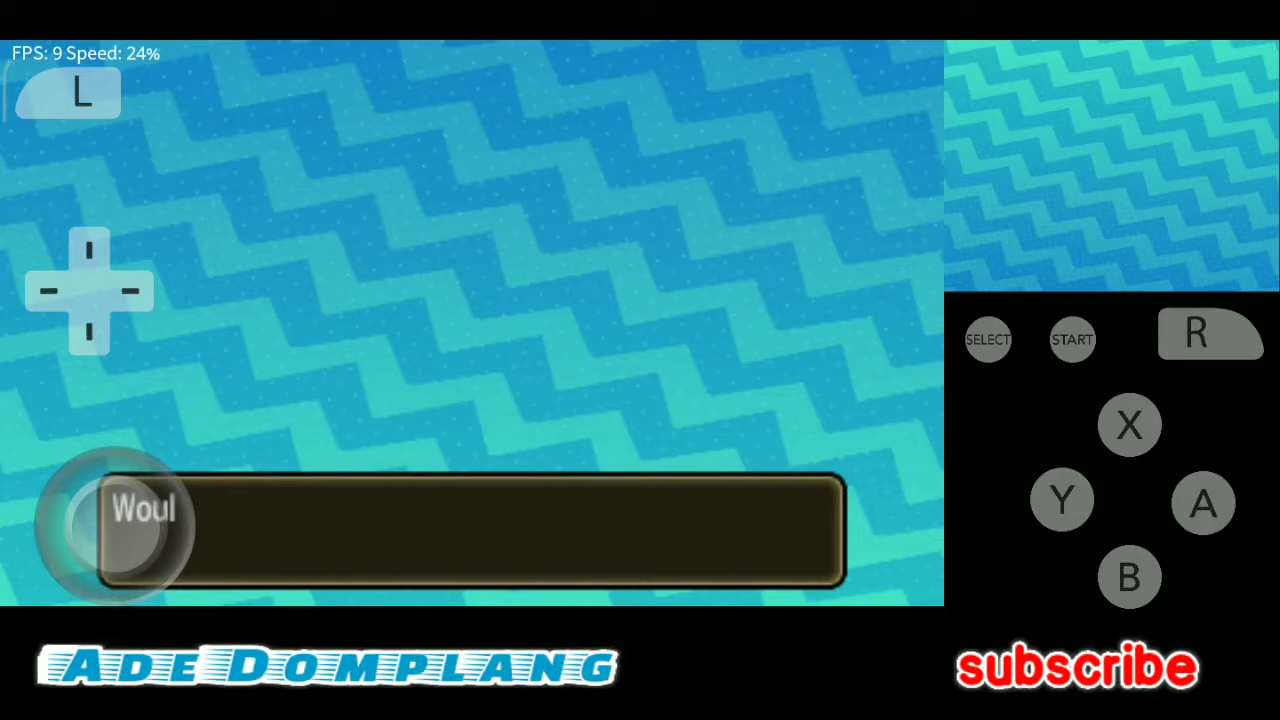 FPS: 9 Speed: 24%
L
SELECT
START
R
X
Y
A
B
Woul
ADE DOMPLANG
subscribe